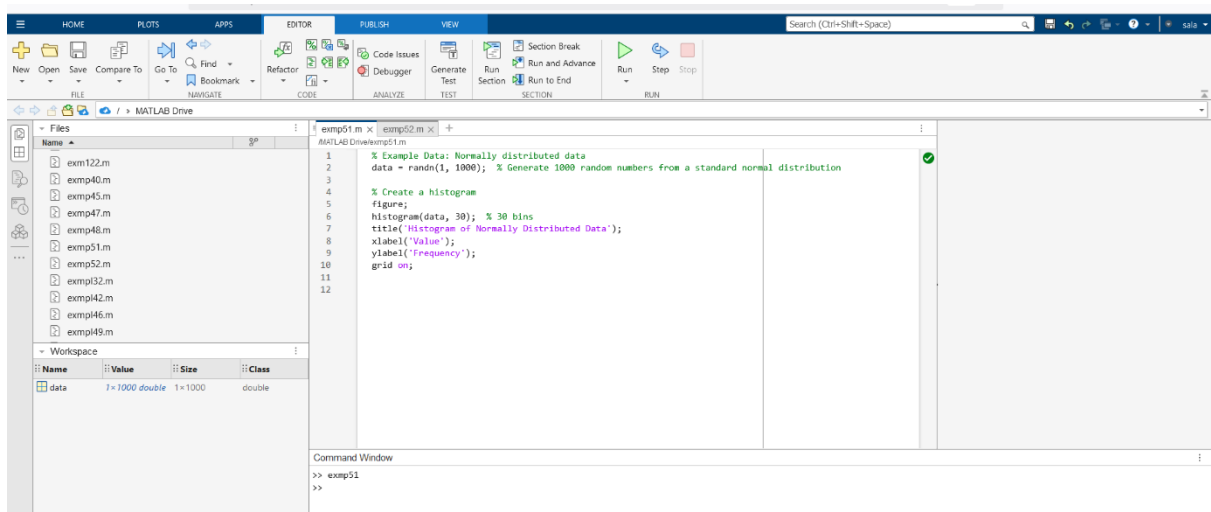 HOME PLOTS APPS EDITOR PUBLISH VIEW Search (Ctrl+Shift+Space) sala
New Open Save Compare To Go To Find Bookmark Refactor Code Issues Debugger Generate Test Run Section Section Break Run and Advance Run to End Run Step Stop
FILE NAVIGATE CODE ANALYZE TEST SECTION RUN
/ > MATLAB Drive
Files
Name
exm122.m
exmp40.m
exmp45.m
exmp47.m
exmp48.m
exmp51.m
exmp52.m
exmpl32.m
exmpl42.m
exmpl46.m
exmpl49.m
Workspace
Name Value Size Class
data 1×1000 double 1×1000 double
exmp51.m × exmp52.m × +
/MATLAB Drive/exmp51.m
1 % Example Data: Normally distributed data
2 data = randn(1, 1000); % Generate 1000 random numbers from a standard normal distribution
3
4 % Create a histogram
5 figure;
6 histogram(data, 30); % 30 bins
7 title('Histogram of Normally Distributed Data');
8 xlabel('Value');
9 ylabel('Frequency');
10 grid on;
11
12
Command Window
>> exmp51
>>